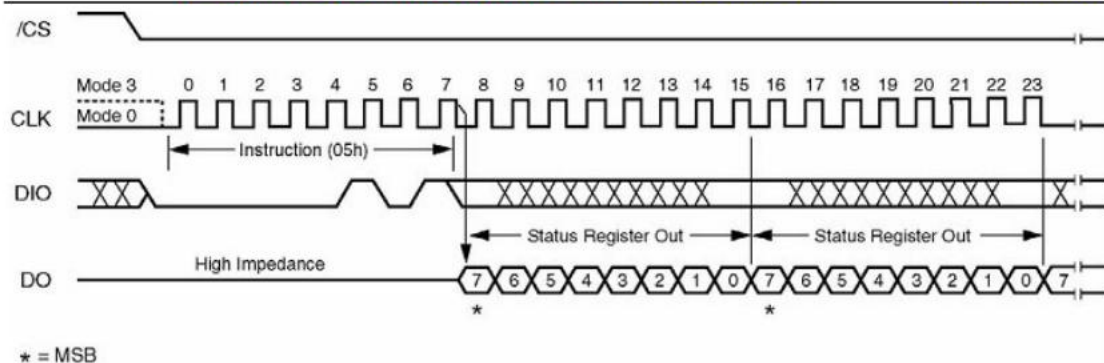 /CS
Mode 3 0 1 2 3 4 5 6 7 8 9 10 11 12 13 14 15 16 17 18 19 20 21 22 23
CLK Mode 0
Instruction (05h)
DIO
Status Register Out Status Register Out
High Impedance
DO 7 6 5 4 3 2 1 0 7 6 5 4 3 2 1 0 7
* *
* = MSB